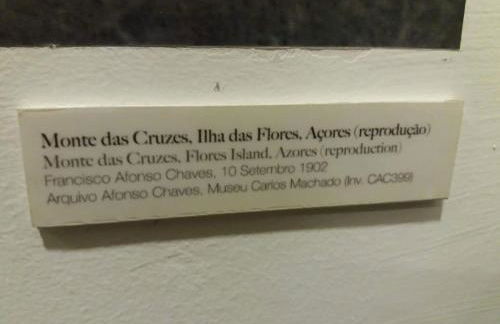 Monte das Cruzes, Ilha das Flores, Açores (reprodução)
Monte das Cruzes, Flores Island, Azores (reproduction)
Francisco Afonso Chaves, 10 Setembro 1902
Arquivo Afonso Chaves, Museu Carlos Machado (Inv. CAC399)